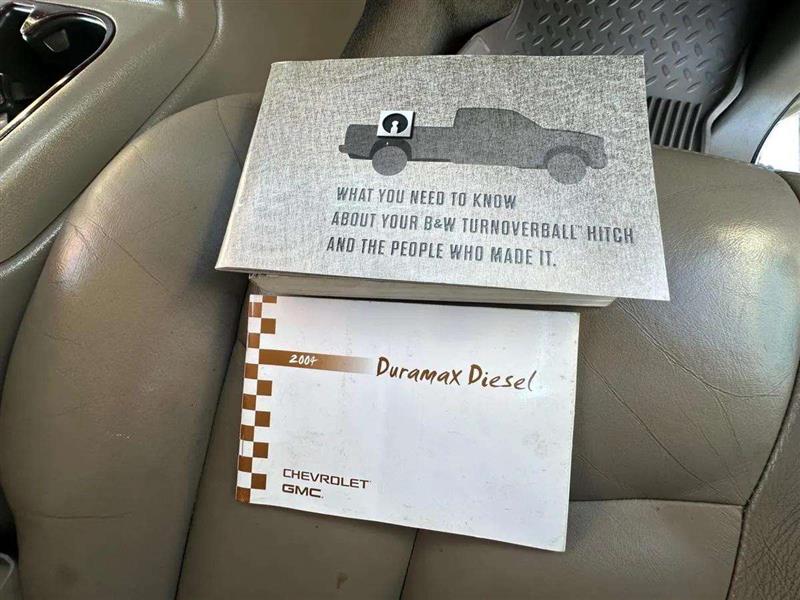 WHAT YOU NEED TO KNOW
ABOUT YOUR B&W TURNOVERBALL™ HITCH
AND THE PEOPLE WHO MADE IT.
2004
Duramax Diesel
CHEVROLET
GMC